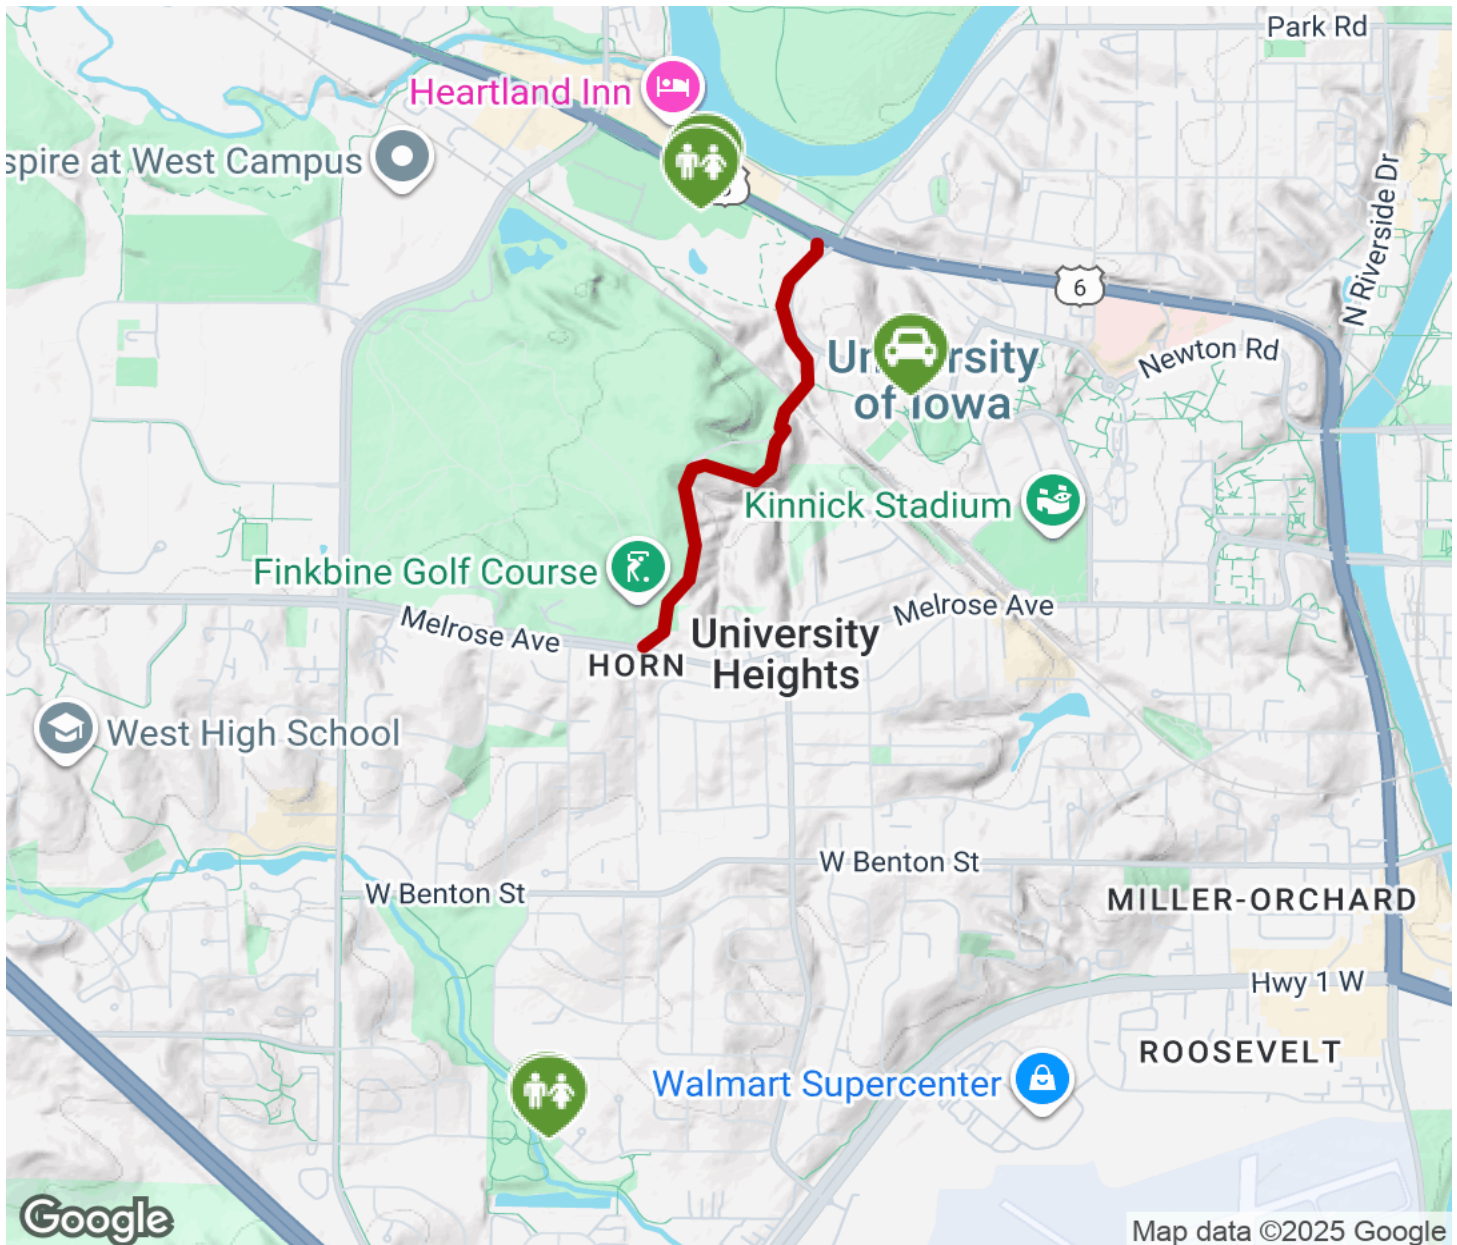 Park Rd
Heartland Inn
spire at West Campus
N Riverside Dr
6
University
of Iowa
Newton Rd
Kinnick Stadium
Finkbine Golf Course
Melrose Ave
Melrose Ave
HORN
University
Heights
West High School
W Benton St
W Benton St
MILLER-ORCHARD
Hwy 1 W
ROOSEVELT
Walmart Supercenter
Google
Map data ©2025 Google